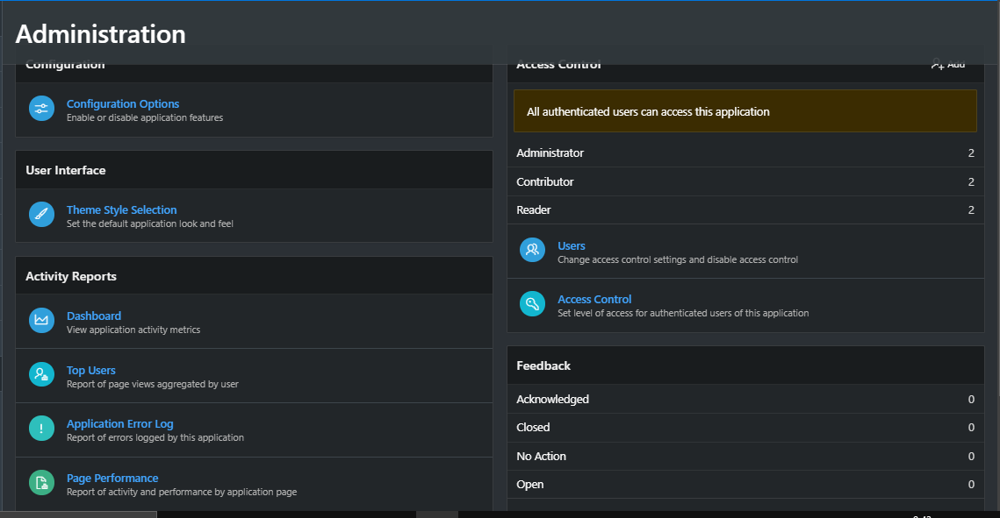 Administration
Configuration
Configuration Options
Enable or disable application features
User Interface
Theme Style Selection
Set the default application look and feel
Activity Reports
Dashboard
View application activity metrics
Top Users
Report of page views aggregated by user
Application Error Log
Report of errors logged by this application
Page Performance
Report of activity and performance by application page
Access Control
Add
All authenticated users can access this application
Administrator 2
Contributor 2
Reader 2
Users
Change access control settings and disable access control
Access Control
Set level of access for authenticated users of this application
Feedback
Acknowledged 0
Closed 0
No Action 0
Open 0